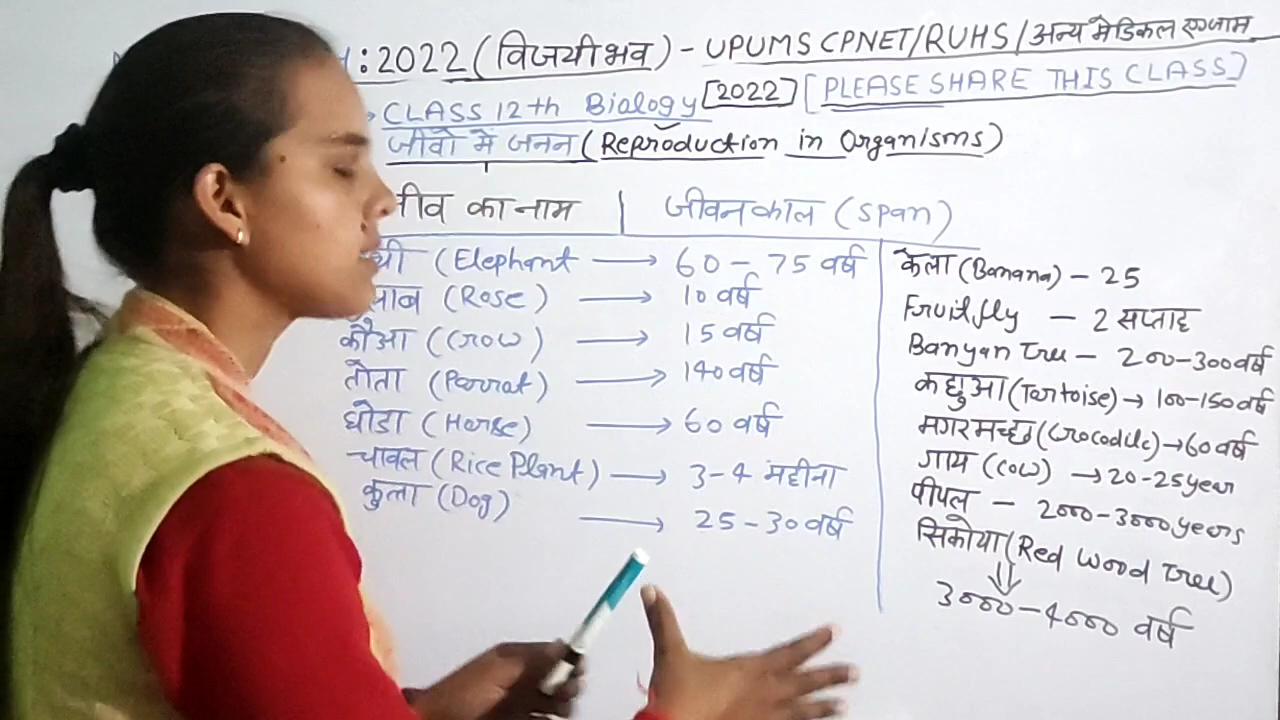 : 2022 (विजयी भव) - UPUMS CPNET/RUHS/अन्य मेडिकल एग्जाम
CLASS 12th Bialogy [2022] [PLEASE SHARE THIS CLASS]
जीवो में जनन (Reproduction in Organisms)
का नाम | जीवनकाल (Span)
(Elephant → 60 - 75 वर्ष
(Rose) → 10 वर्ष
कौआ (Crow) → 15 वर्ष
तोता (Parrat) → 140 वर्ष
घोडा (Horse) → 60 वर्ष
चावल (Rice Plant) → 3-4 महीना
कुत्ता (Dog) → 25-30 वर्ष
केला (Banana) - 25
Fruitfly - 2 सप्ताह
Banyan Tree - 200-300 वर्ष
कछुआ (Tortoise) → 100-150 वर्ष
मगरमच्छ (Crocodile) → 60 वर्ष
गाय (Cow) → 20-25 year
पीपल - 2000-3000 years
सिकोया (Red Wood Tree)
⇓
3000-4000 वर्ष